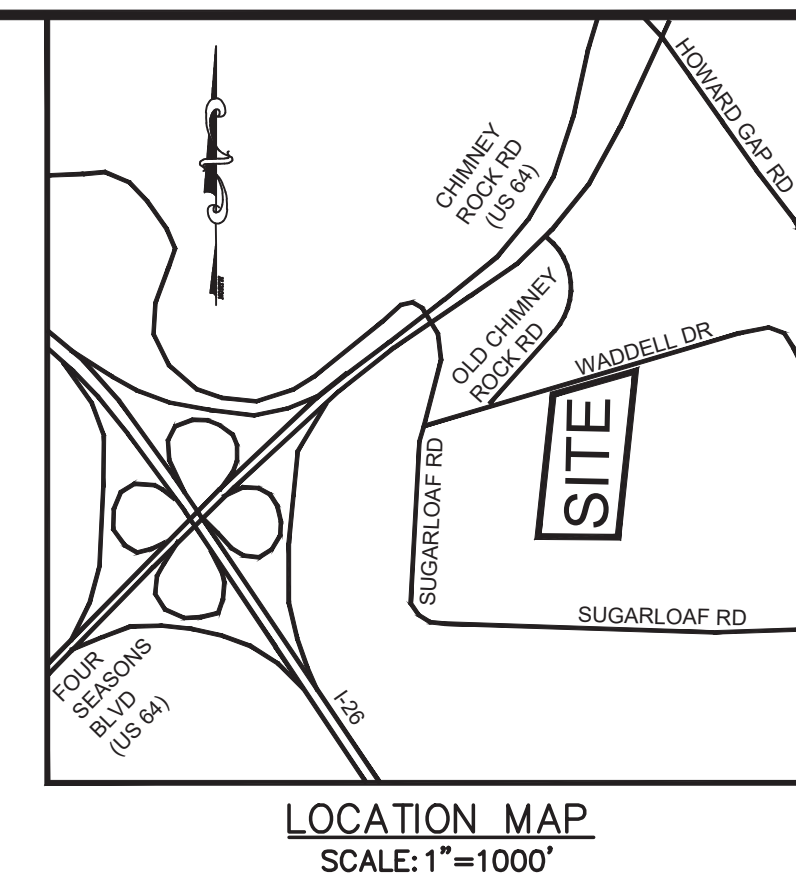 HOWARD GAP RD
CHIMNEY
ROCK RD
(US 64)
OLD CHIMNEY
ROCK RD
WADDELL DR
SITE
SUGARLOAF RD
SUGARLOAF RD
FOUR
SEASONS
BLVD
(US 64)
I-26
LOCATION MAP
SCALE: 1"=1000'